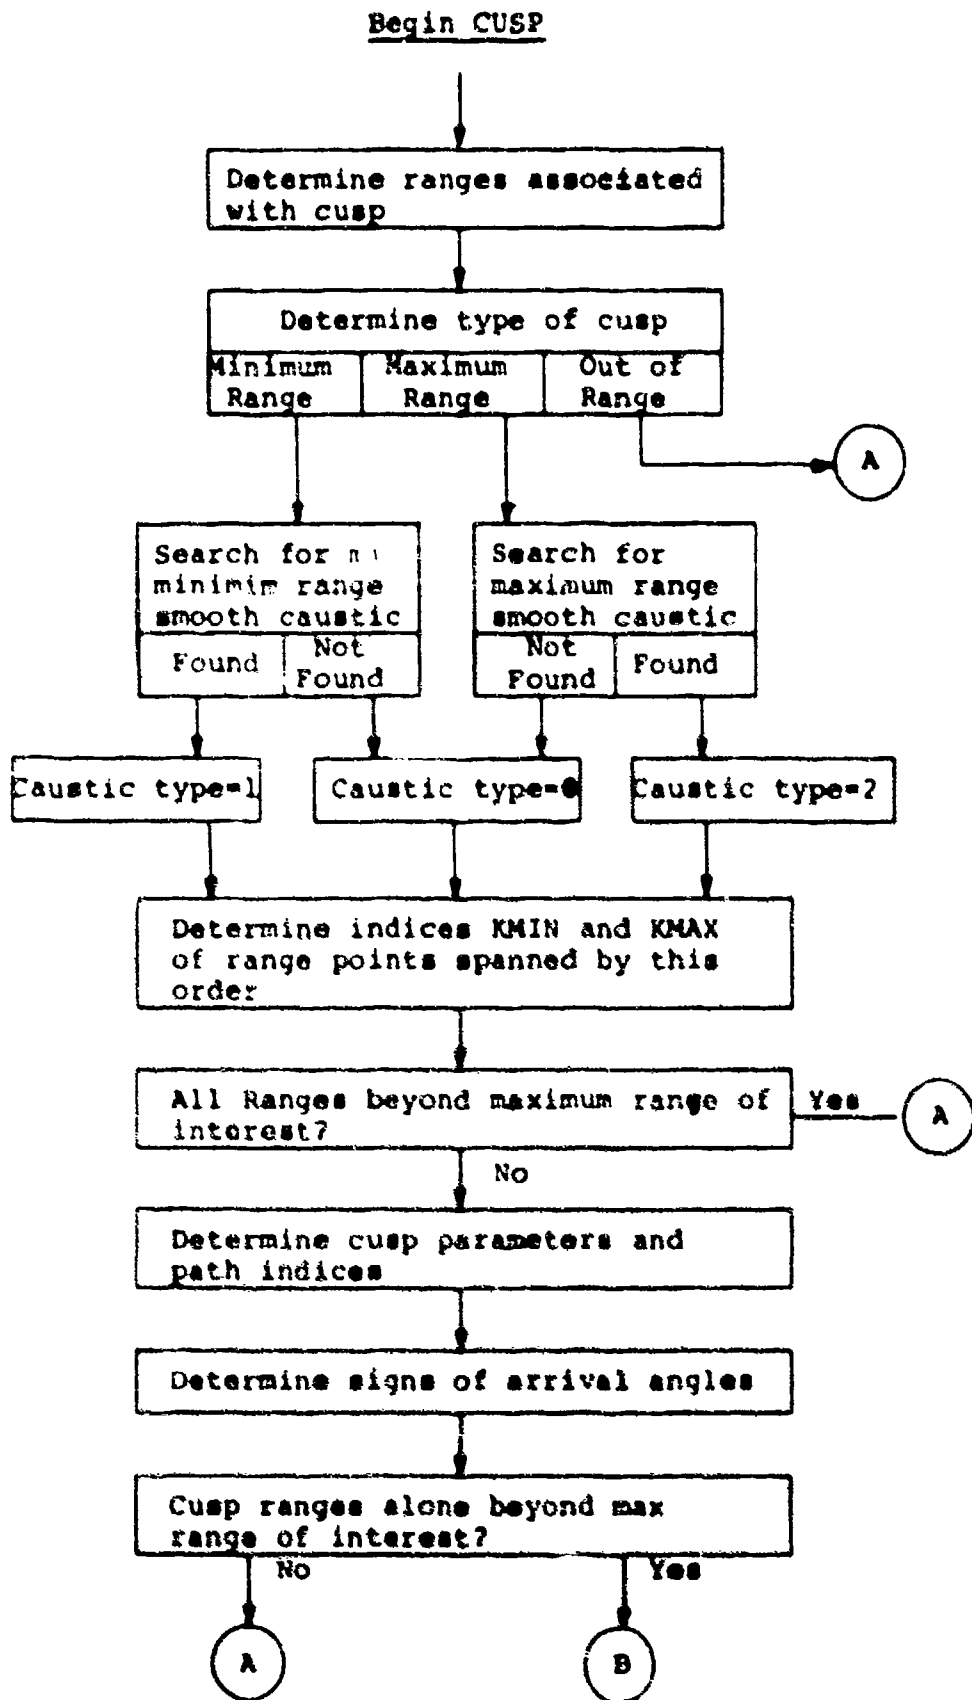 Begin CUSP
Determine ranges associated
with cusp
Determine type of cusp
Minimum
Range
Maximum
Range
Out of
Range
A
Search for
minimim range
smooth caustic
Found
Not
Found
Search for
maximum range
smooth caustic
Not
Found
Found
Caustic type=1
Caustic type=0
Caustic type=2
Determine indices KMIN and KMAX
of range points spanned by this
order
All Ranges beyond maximum range of
interest?
Yes
A
No
Determine cusp parameters and
path indices
Determine signs of arrival angles
Cusp ranges alone beyond max
range of interest?
No
Yes
A
B